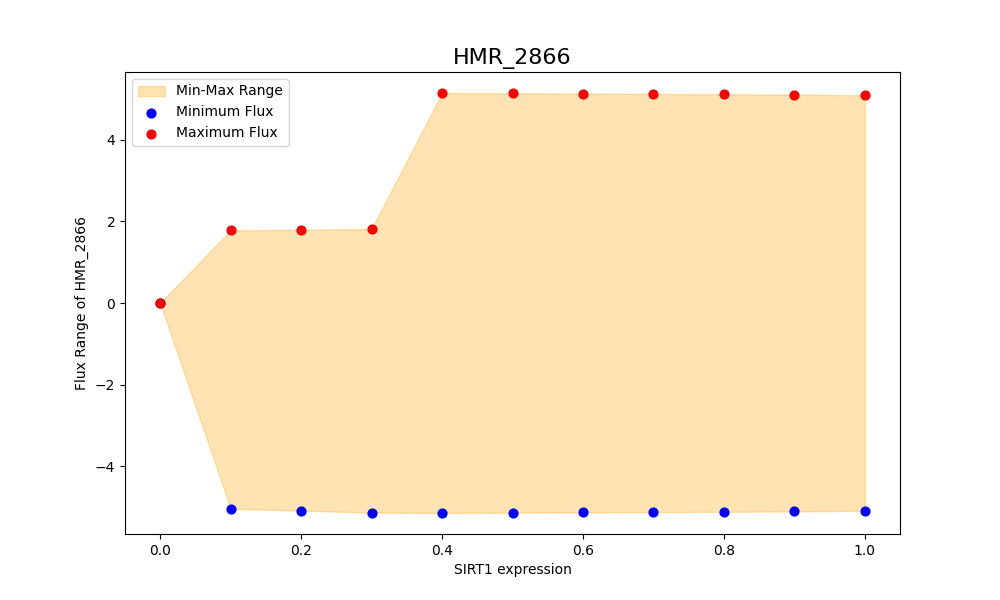 HMR_2866
Min-Max Range
Minimum Flux
Maximum Flux
Flux Range of HMR_2866
4
2
0
−2
−4
0.0 0.2 0.4 0.6 0.8 1.0
SIRT1 expression